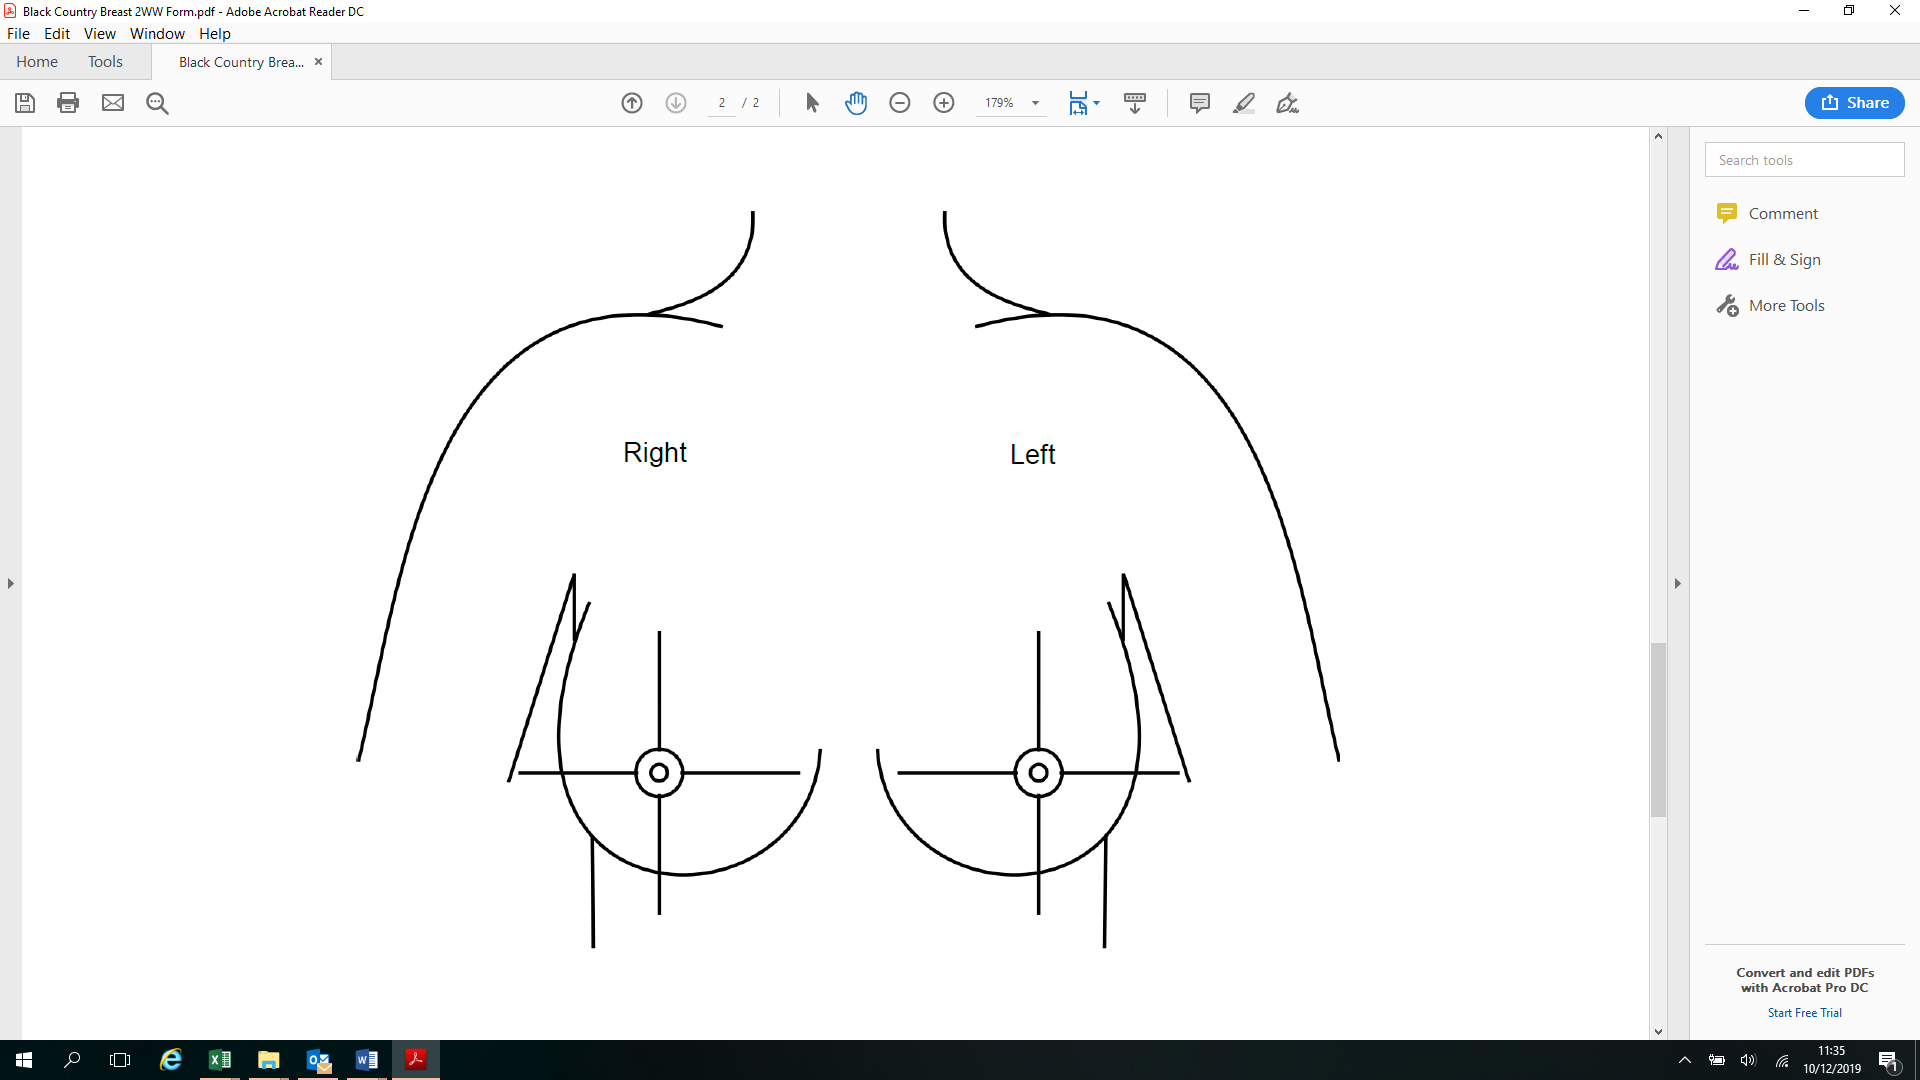 Black Country Breast 2WW Form.pdf - Adobe Acrobat Reader DC
File Edit View Window Help
Home Tools Black Country Brea... ×
2 / 2 179% Share
Search tools
Comment
Fill & Sign
More Tools
Right Left
Convert and edit PDFs
with Acrobat Pro DC
Start Free Trial
11:35
10/12/2019
1